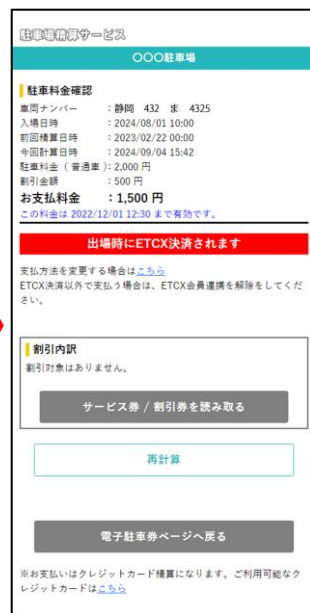 駐車場精算サービス
〇〇〇駐車場
駐車料金確認
車両ナンバー ：静岡 432 ま 4325
入場日時 ：2024/08/01 10:00
前回精算日時 ：2023/02/22 00:00
今回計算日時 ：2024/09/04 15:42
駐車料金（普通車）：2,000 円
割引金額 ：500 円
お支払料金 ：1,500 円
この料金は 2022/12/01 12:30 まで有効です。
出場時にETCX決済されます
支払方法を変更する場合はこちら
ETCX決済以外で支払う場合は、ETCX会員連携を解除をしてくだ
さい。
割引内訳
割引対象はありません。
サービス券 / 割引券を読み取る
再計算
電子駐車券ページへ戻る
※お支払いはクレジットカード精算になります。ご利用可能なク
レジットカードはこちら